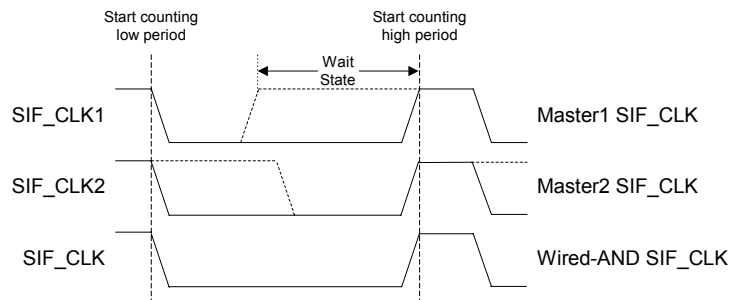 Start counting
low period
Start counting
high period
Wait
State
SIF_CLK1
Master1 SIF_CLK
SIF_CLK2
Master2 SIF_CLK
SIF_CLK
Wired-AND SIF_CLK